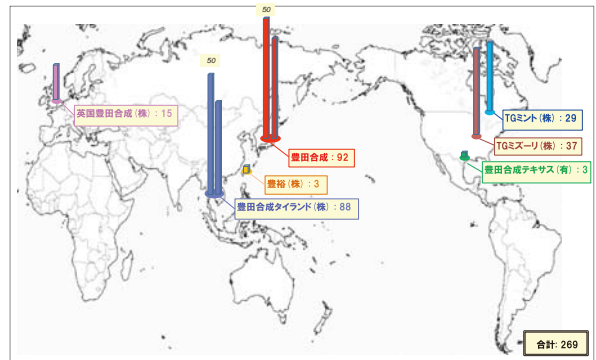 50
50
英国豊田合成(株):15
TGミント(株):29
TGミズーリ(株):37
豊田合成:92
豊田合成テキサス(有):3
豊裕(株):3
豊田合成タイランド(株):88
合計:269